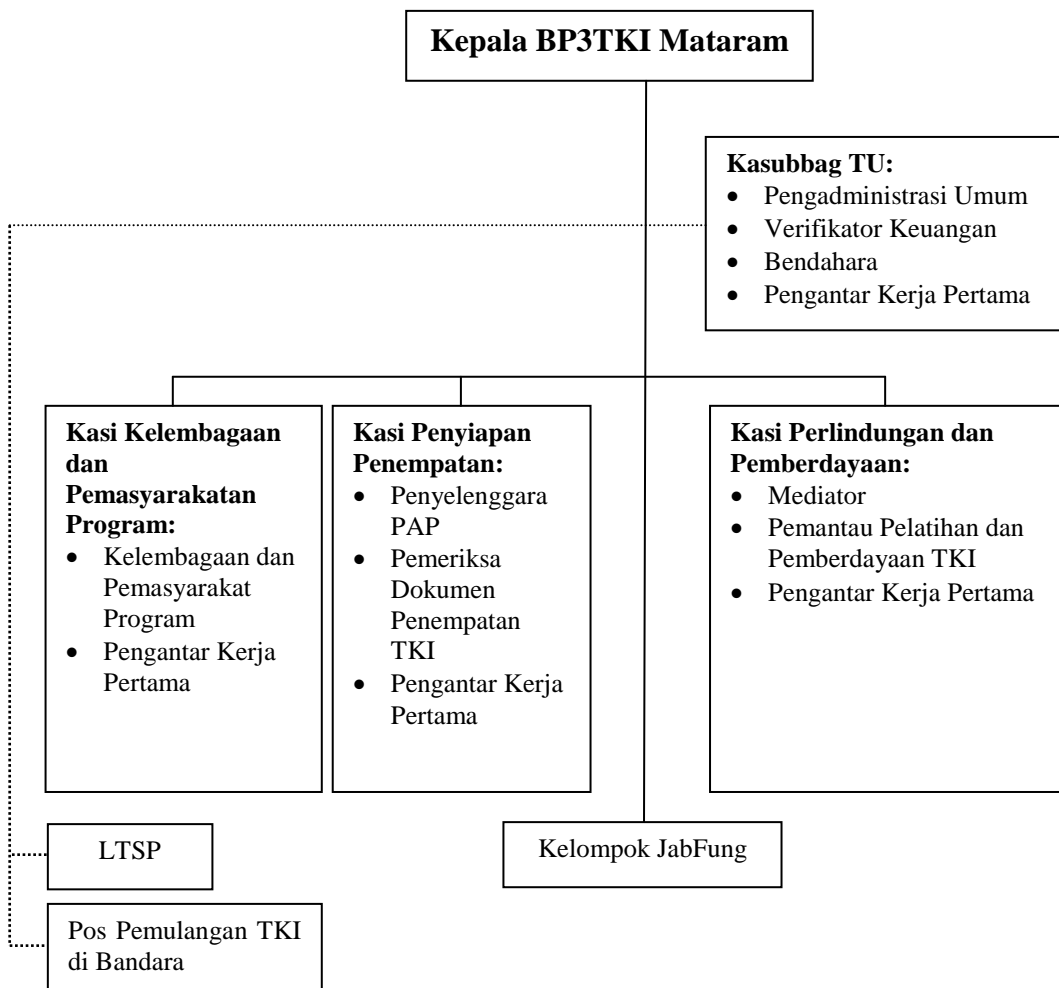 Kepala BP3TKI Mataram
Kasubbag TU:
• Pengadministrasi Umum
• Verifikator Keuangan
• Bendahara
• Pengantar Kerja Pertama
Kasi Kelembagaan
dan
Pemasyarakatan
Program:
• Kelembagaan dan
Pemasyarakat
Program
• Pengantar Kerja
Pertama
Kasi Penyiapan
Penempatan:
• Penyelenggara
PAP
• Pemeriksa
Dokumen
Penempatan
TKI
• Pengantar Kerja
Pertama
Kasi Perlindungan dan
Pemberdayaan:
• Mediator
• Pemantau Pelatihan dan
Pemberdayaan TKI
• Pengantar Kerja Pertama
LTSP
Kelompok JabFung
Pos Pemulangan TKI
di Bandara